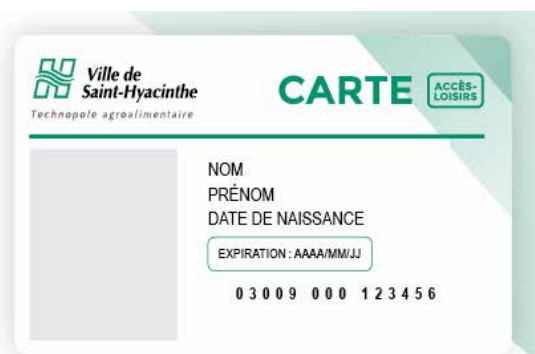 Ville de
Saint-Hyacinthe
Technopole agroalimentaire
CARTE ACCÈS-
LOISIRS
NOM
PRÉNOM
DATE DE NAISSANCE
EXPIRATION : AAAA/MM/JJ
03009 000 123456